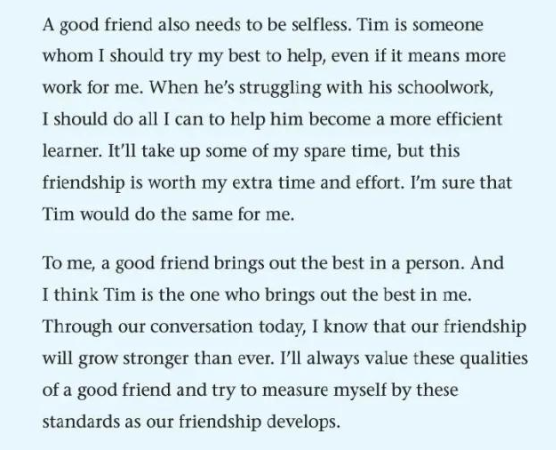 A good friend also needs to be selfless. Tim is someone
whom I should try my best to help, even if it means more
work for me. When he's struggling with his schoolwork,
I should do all I can to help him become a more efficient
learner. It'll take up some of my spare time, but this
friendship is worth my extra time and effort. I'm sure that
Tim would do the same for me.
To me, a good friend brings out the best in a person. And
I think Tim is the one who brings out the best in me.
Through our conversation today, I know that our friendship
will grow stronger than ever. I'll always value these qualities
of a good friend and try to measure myself by these
standards as our friendship develops.